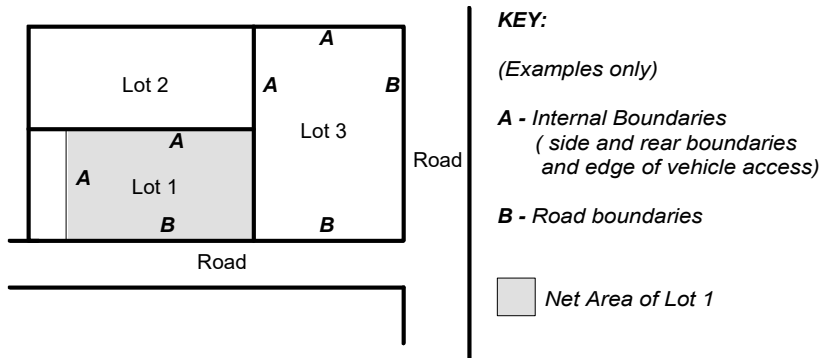 KEY:
(Examples only)
A - Internal Boundaries
( side and rear boundaries
and edge of vehicle access)
B - Road boundaries
Net Area of Lot 1
A
Lot 2
A
B
Lot 3
A
Road
A
Lot 1
B
B
Road